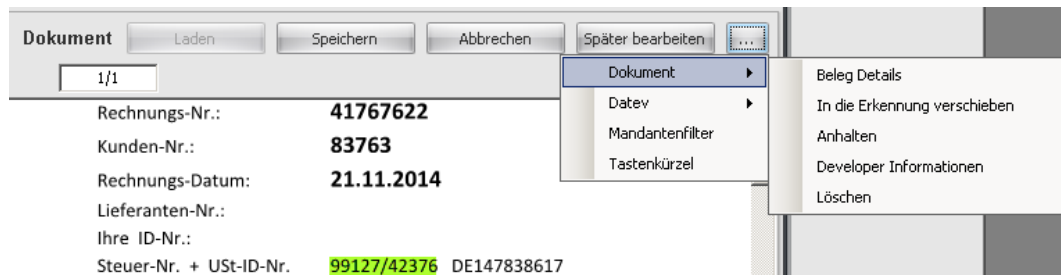 Dokument Laden Speichern Abbrechen Später bearbeiten ...
1/1
Dokument
Datev
Mandantenfilter
Tastenkürzel
Beleg Details
In die Erkennung verschieben
Anhalten
Developer Informationen
Löschen
Rechnungs-Nr.: 41767622
Kunden-Nr.: 83763
Rechnungs-Datum: 21.11.2014
Lieferanten-Nr.:
Ihre ID-Nr.:
Steuer-Nr. + USt-ID-Nr. 99127/42376 DE147838617